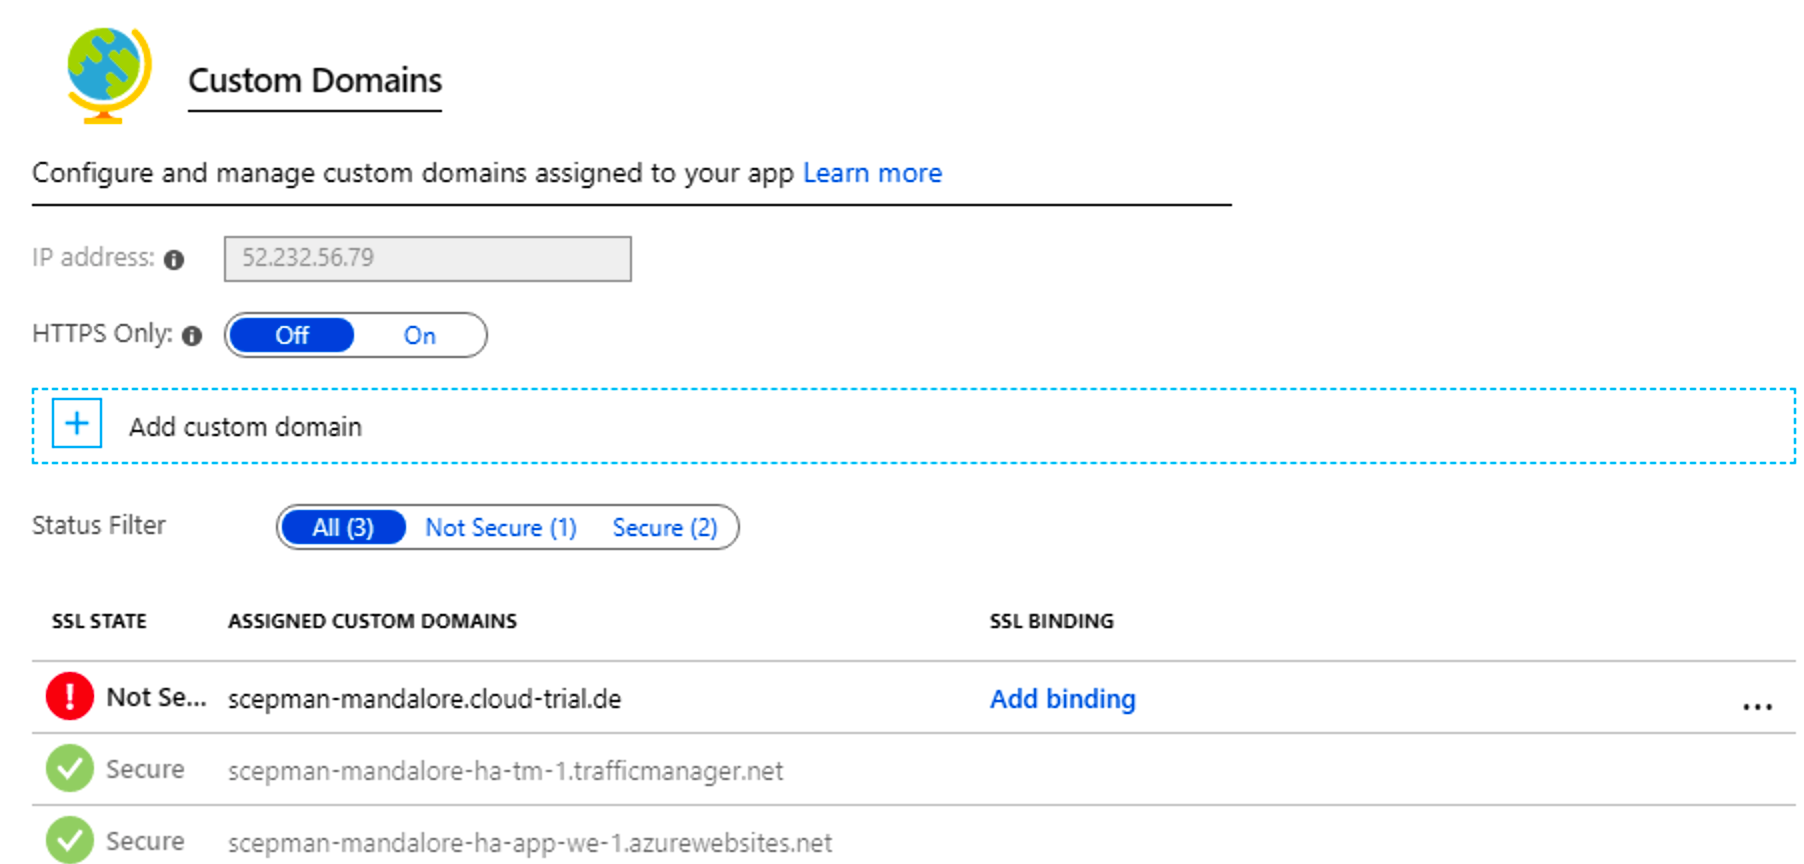 Custom Domains
Configure and manage custom domains assigned to your app Learn more
IP address: 52.232.56.79
HTTPS Only: Off On
Add custom domain
Status Filter All (3) Not Secure (1) Secure (2)
SSL STATE ASSIGNED CUSTOM DOMAINS SSL BINDING
Not Se... scepman-mandalore.cloud-trial.de Add binding ...
Secure scepman-mandalore-ha-tm-1.trafficmanager.net
Secure scepman-mandalore-ha-app-we-1.azurewebsites.net